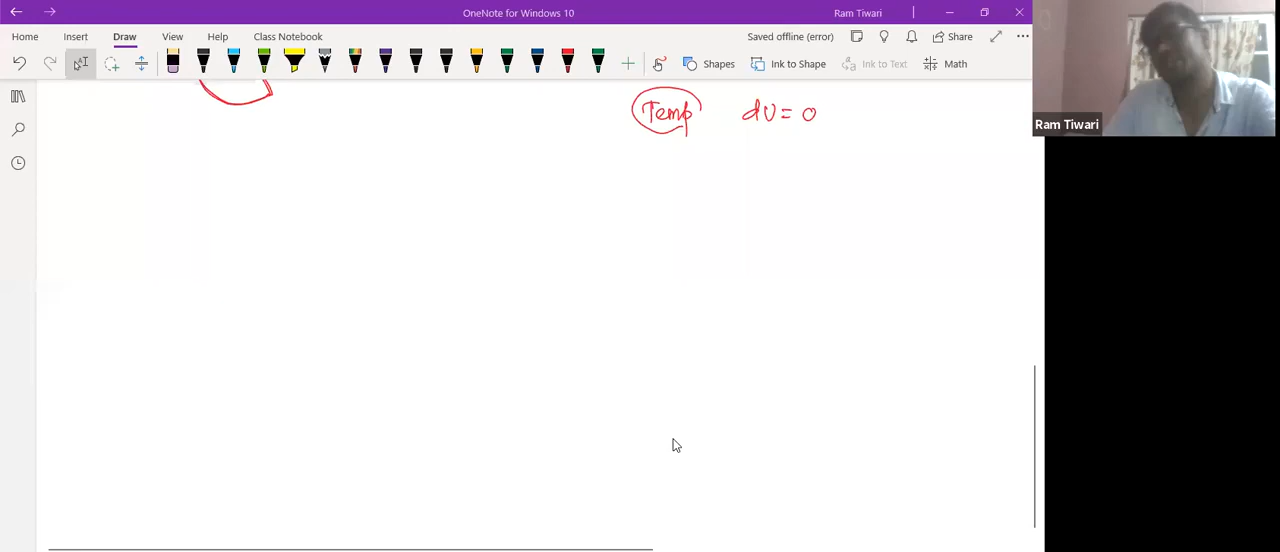 OneNote for Windows 10
Ram Tiwari
Home Insert Draw View Help Class Notebook
Saved offline (error) Share
Shapes Ink to Shape Ink to Text Math
Temp dU = 0
Ram Tiwari